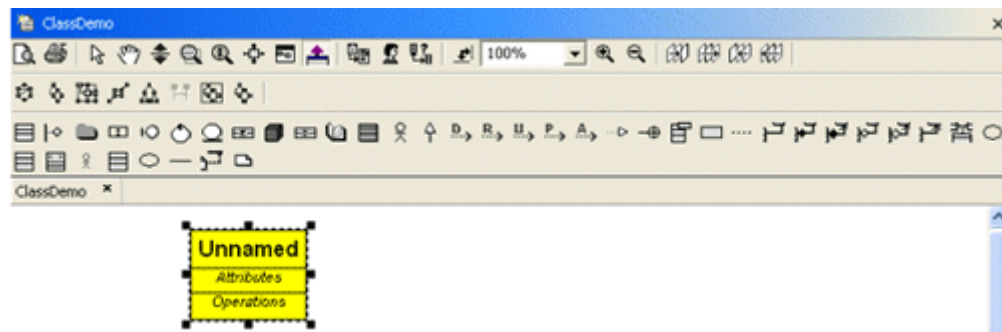 ClassDemo
100%
D R U P A
ClassDemo
Unnamed
Attributes
Operations